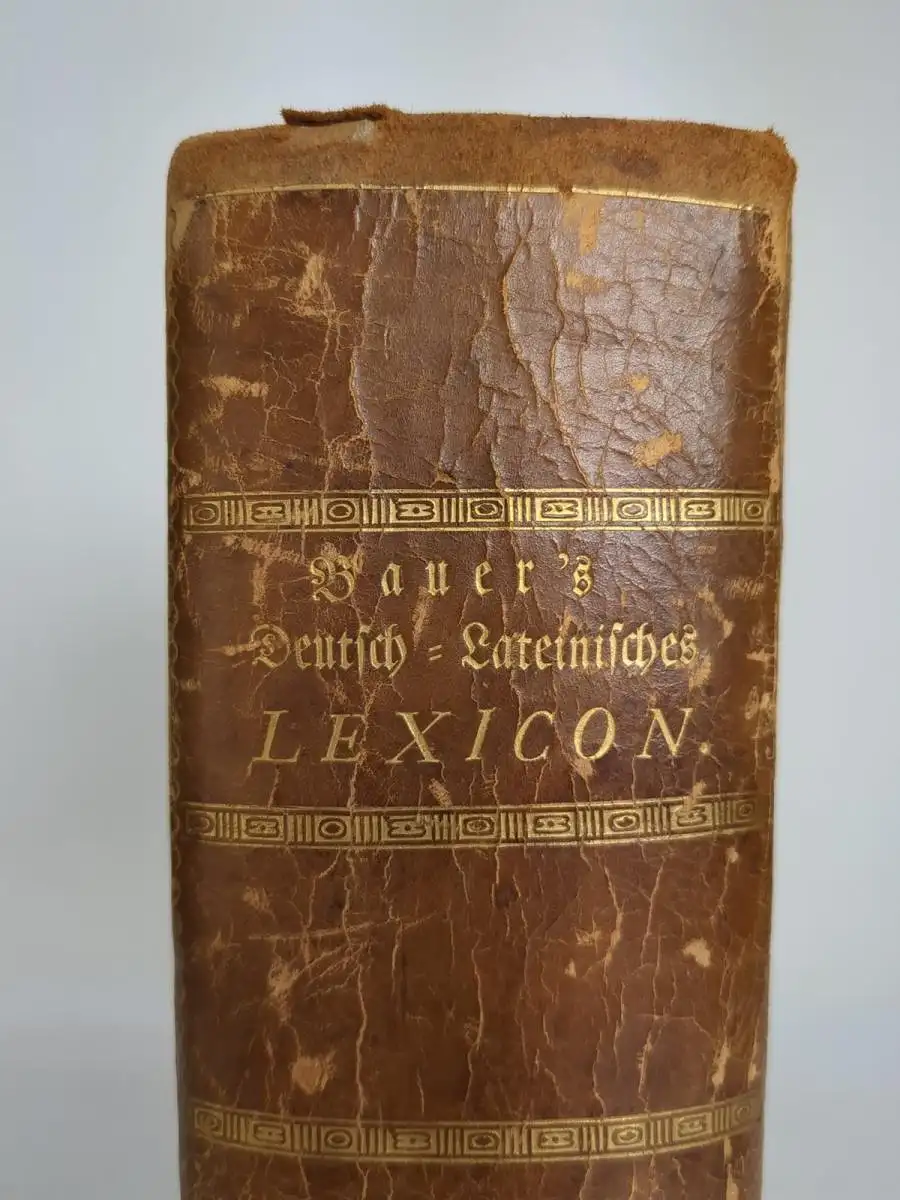 Bauer's
Deutsch = Lateinisches
LEXICON.